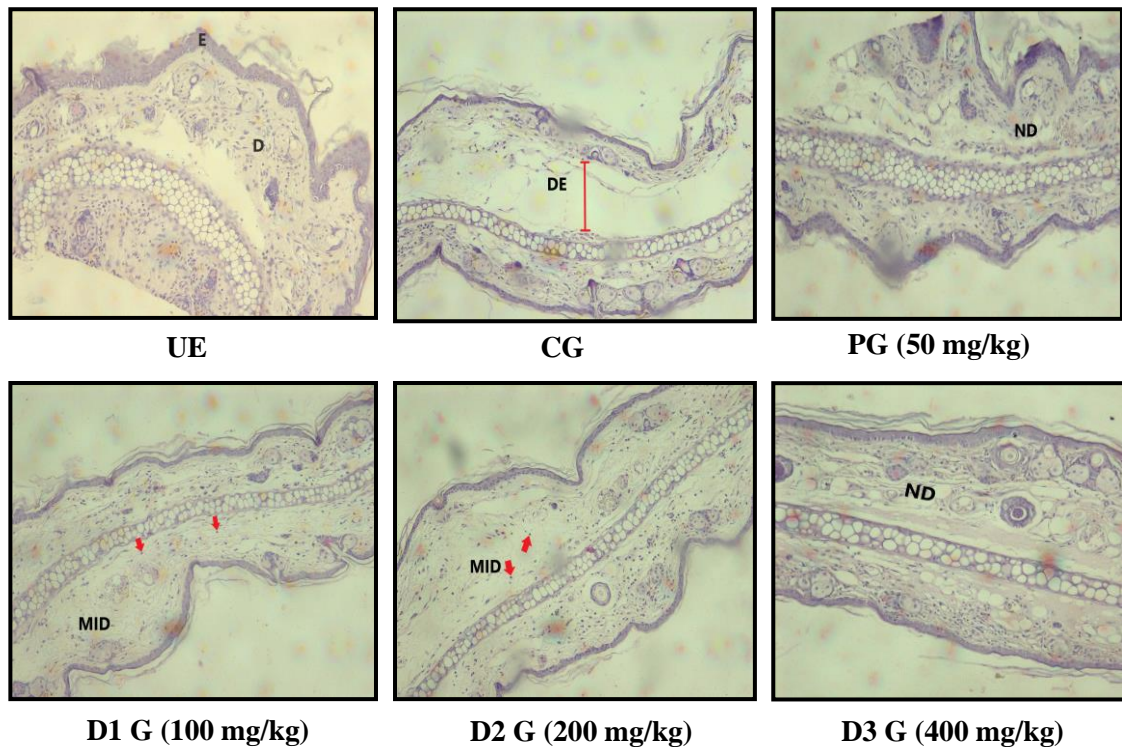 E
D
UE
DE
CG
ND
PG (50 mg/kg)
MID
D1 G (100 mg/kg)
MID
D2 G (200 mg/kg)
ND
D3 G (400 mg/kg)